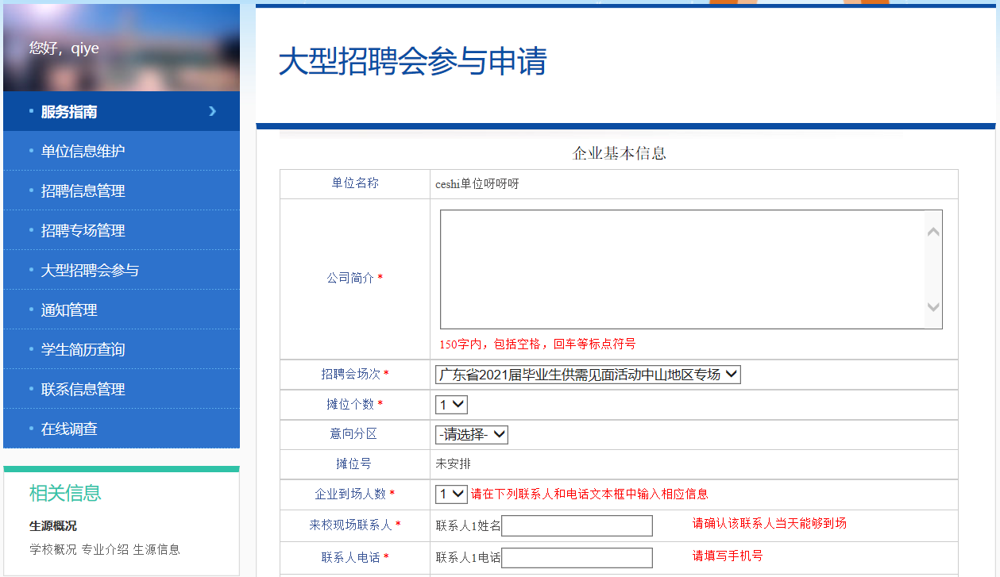 您好，qiye
服务指南
单位信息维护
招聘信息管理
招聘专场管理
大型招聘会参与
通知管理
学生简历查询
联系信息管理
在线调查
相关信息
生源概况
学校概况 专业介绍 生源信息
大型招聘会参与申请
企业基本信息
单位名称 ceshi单位呀呀呀
公司简介 *
150字内，包括空格，回车等标点符号
招聘会场次 * 广东省2021届毕业生供需见面活动中山地区专场
摊位个数 * 1
意向分区 -请选择-
摊位号 未安排
企业到场人数 * 1 请在下列联系人和电话文本框中输入相应信息
来校现场联系人 * 联系人1姓名 请确认该联系人当天能够到场
联系人电话 * 联系人1电话 请填写手机号